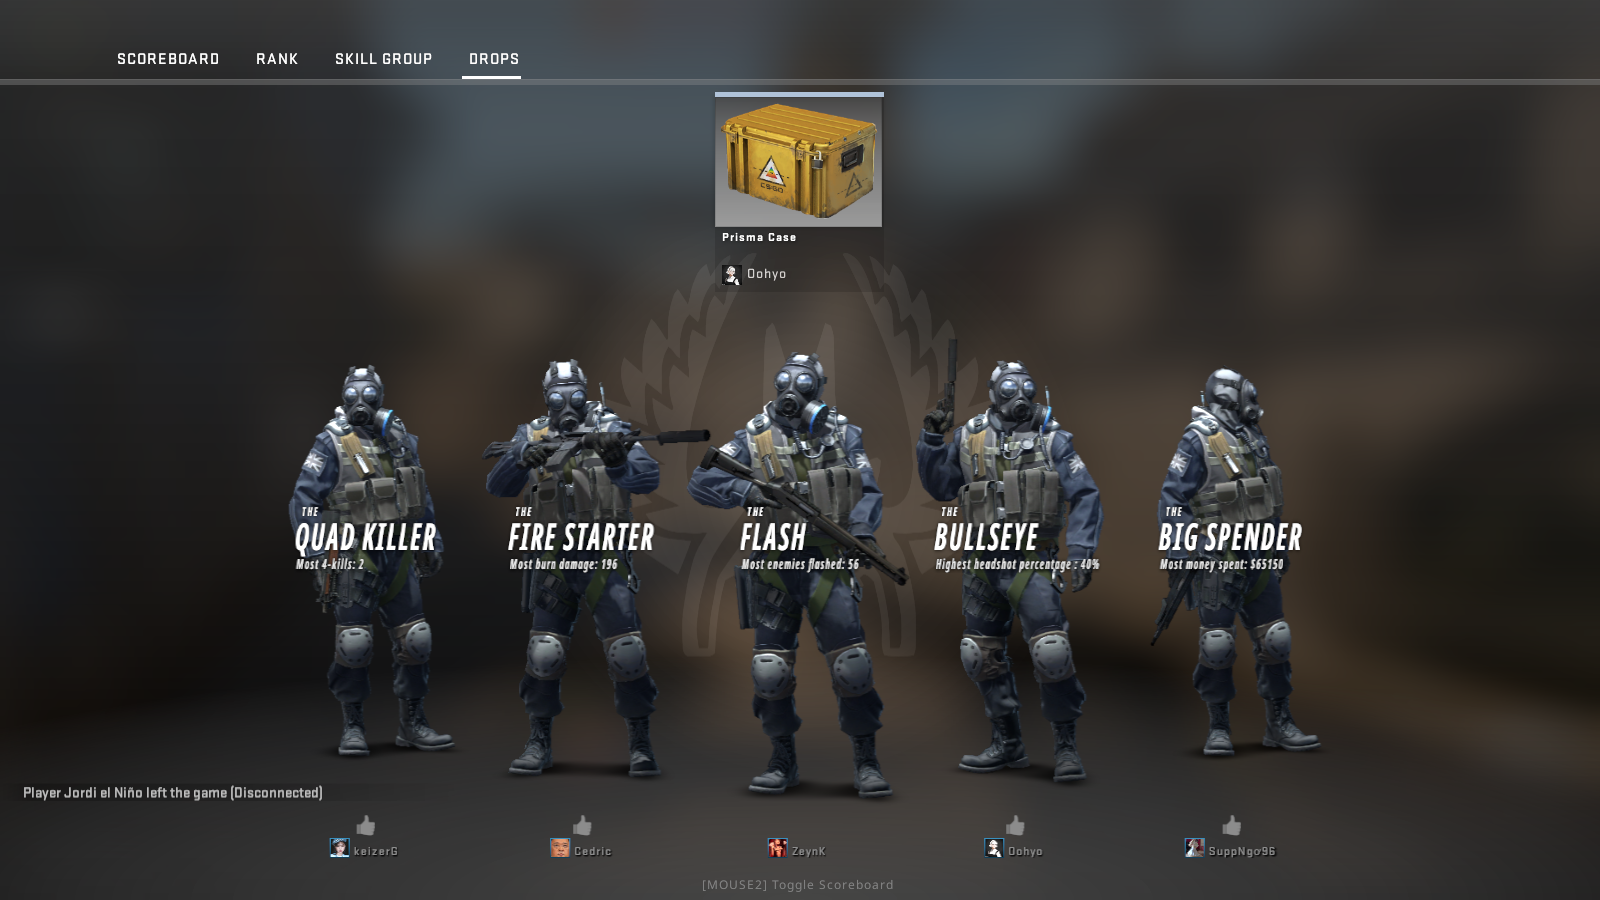 SCOREBOARD RANK SKILL GROUP DROPS
CS:GO
Prisma Case
Dohyo
THE
QUAD KILLER
Most 4-kills: 2
THE
FIRE STARTER
Most burn damage: 196
THE
FLASH
Most enemies flashed: 56
THE
BULLSEYE
Highest headshot percentage : 40%
THE
BIG SPENDER
Most money spent: $65150
Player Jordi el Niño left the game (Disconnected)
keizerG
Cedric
ZeynK
Dohyo
SuppNgo96
[MOUSE2] Toggle Scoreboard